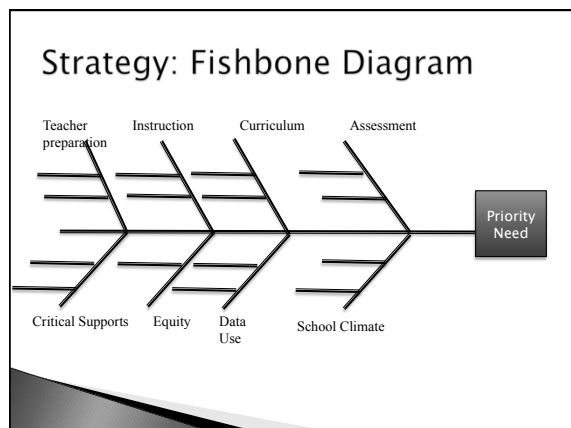 Strategy: Fishbone Diagram
Teacher
preparation
Instruction
Curriculum
Assessment
Priority
Need
Critical Supports
Equity
Data
Use
School Climate